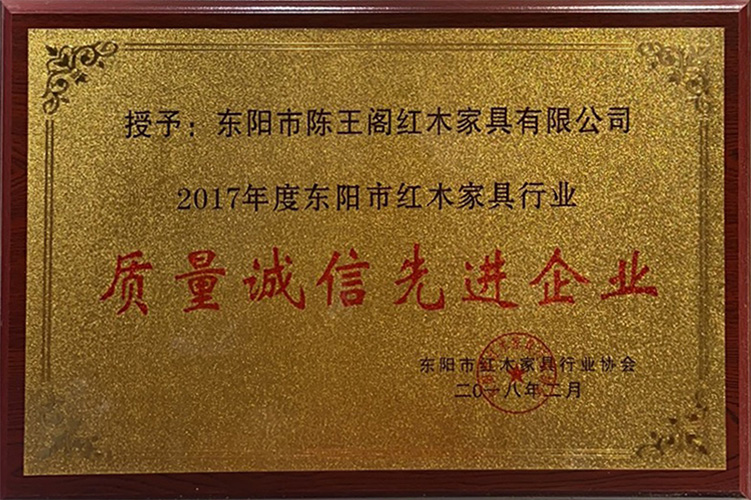 授予：东阳市陈王阁红木家具有限公司
2017年度东阳市红木家具行业
质量诚信先进企业
东阳市红木家具行业协会
二〇一八年二月